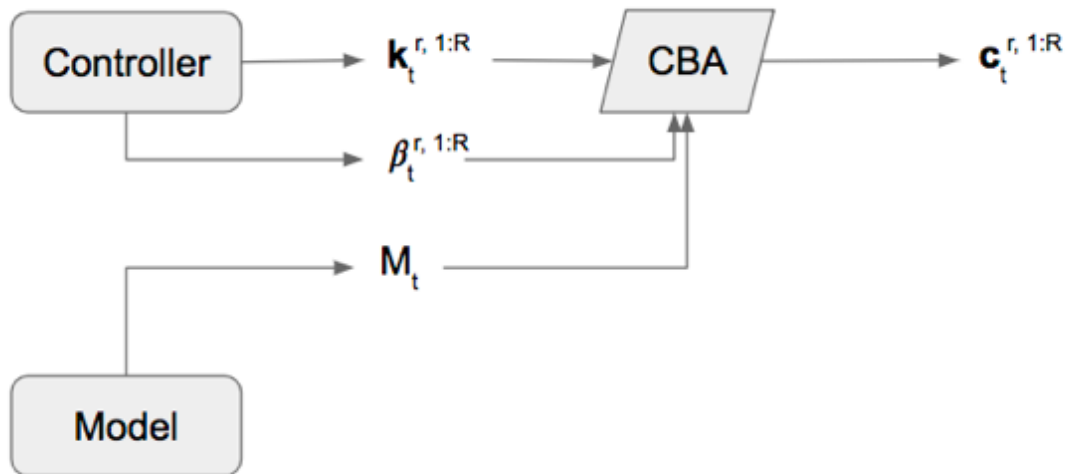 Controller
k_t^{r, 1:R}
CBA
c_t^{r, 1:R}
β_t^{r, 1:R}
M_t
Model